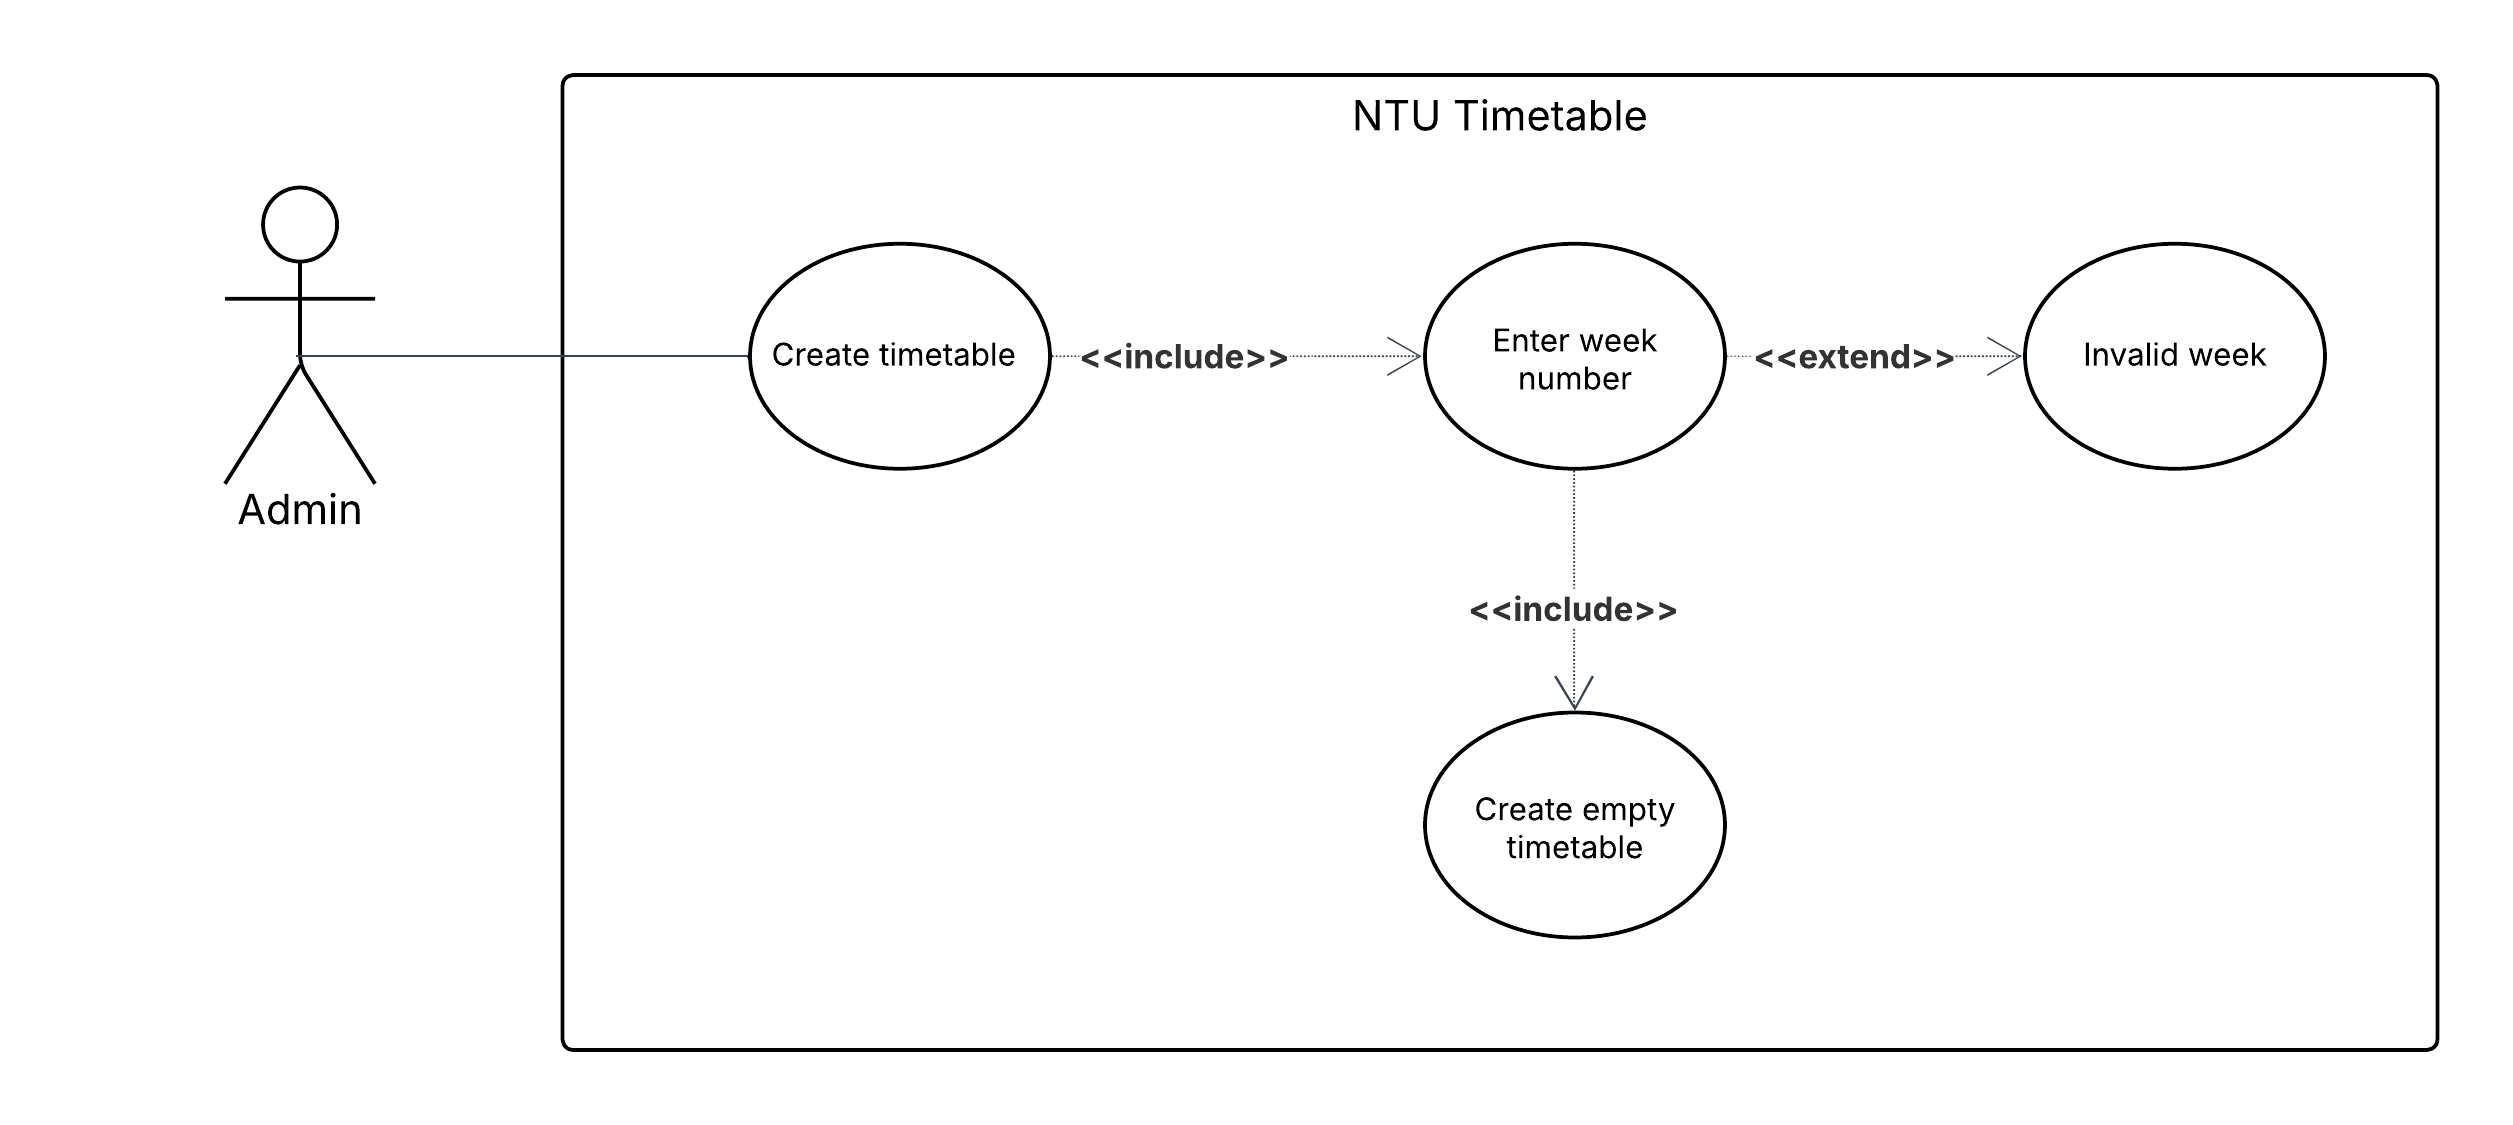 NTU Timetable
Create timetable
<<include>>
Enter week
number
<<extend>>
Invalid week
Admin
<<include>>
Create empty
timetable